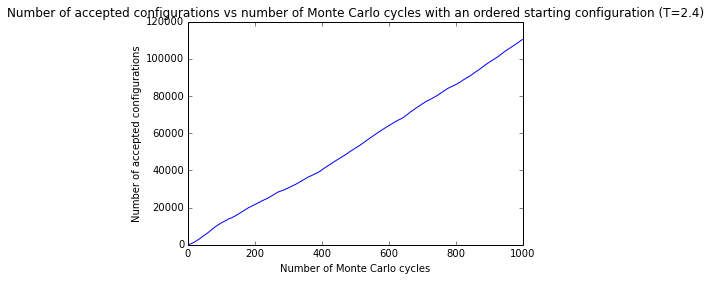 Number of accepted configurations vs number of Monte Carlo cycles with an ordered starting configuration (T=2.4)
120000
100000
80000
60000
40000
20000
0
Number of accepted configurations
0 200 400 600 800 1000
Number of Monte Carlo cycles